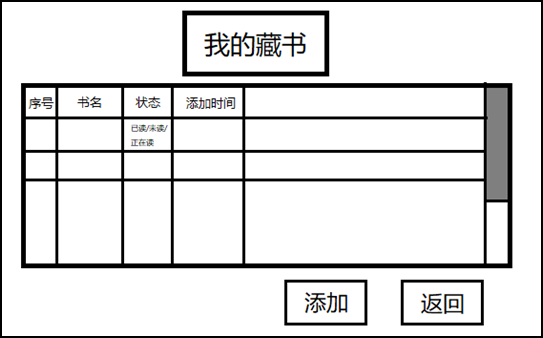 我的藏书
序号 书名 状态 添加时间
已读/未读/
正在读
添加 返回